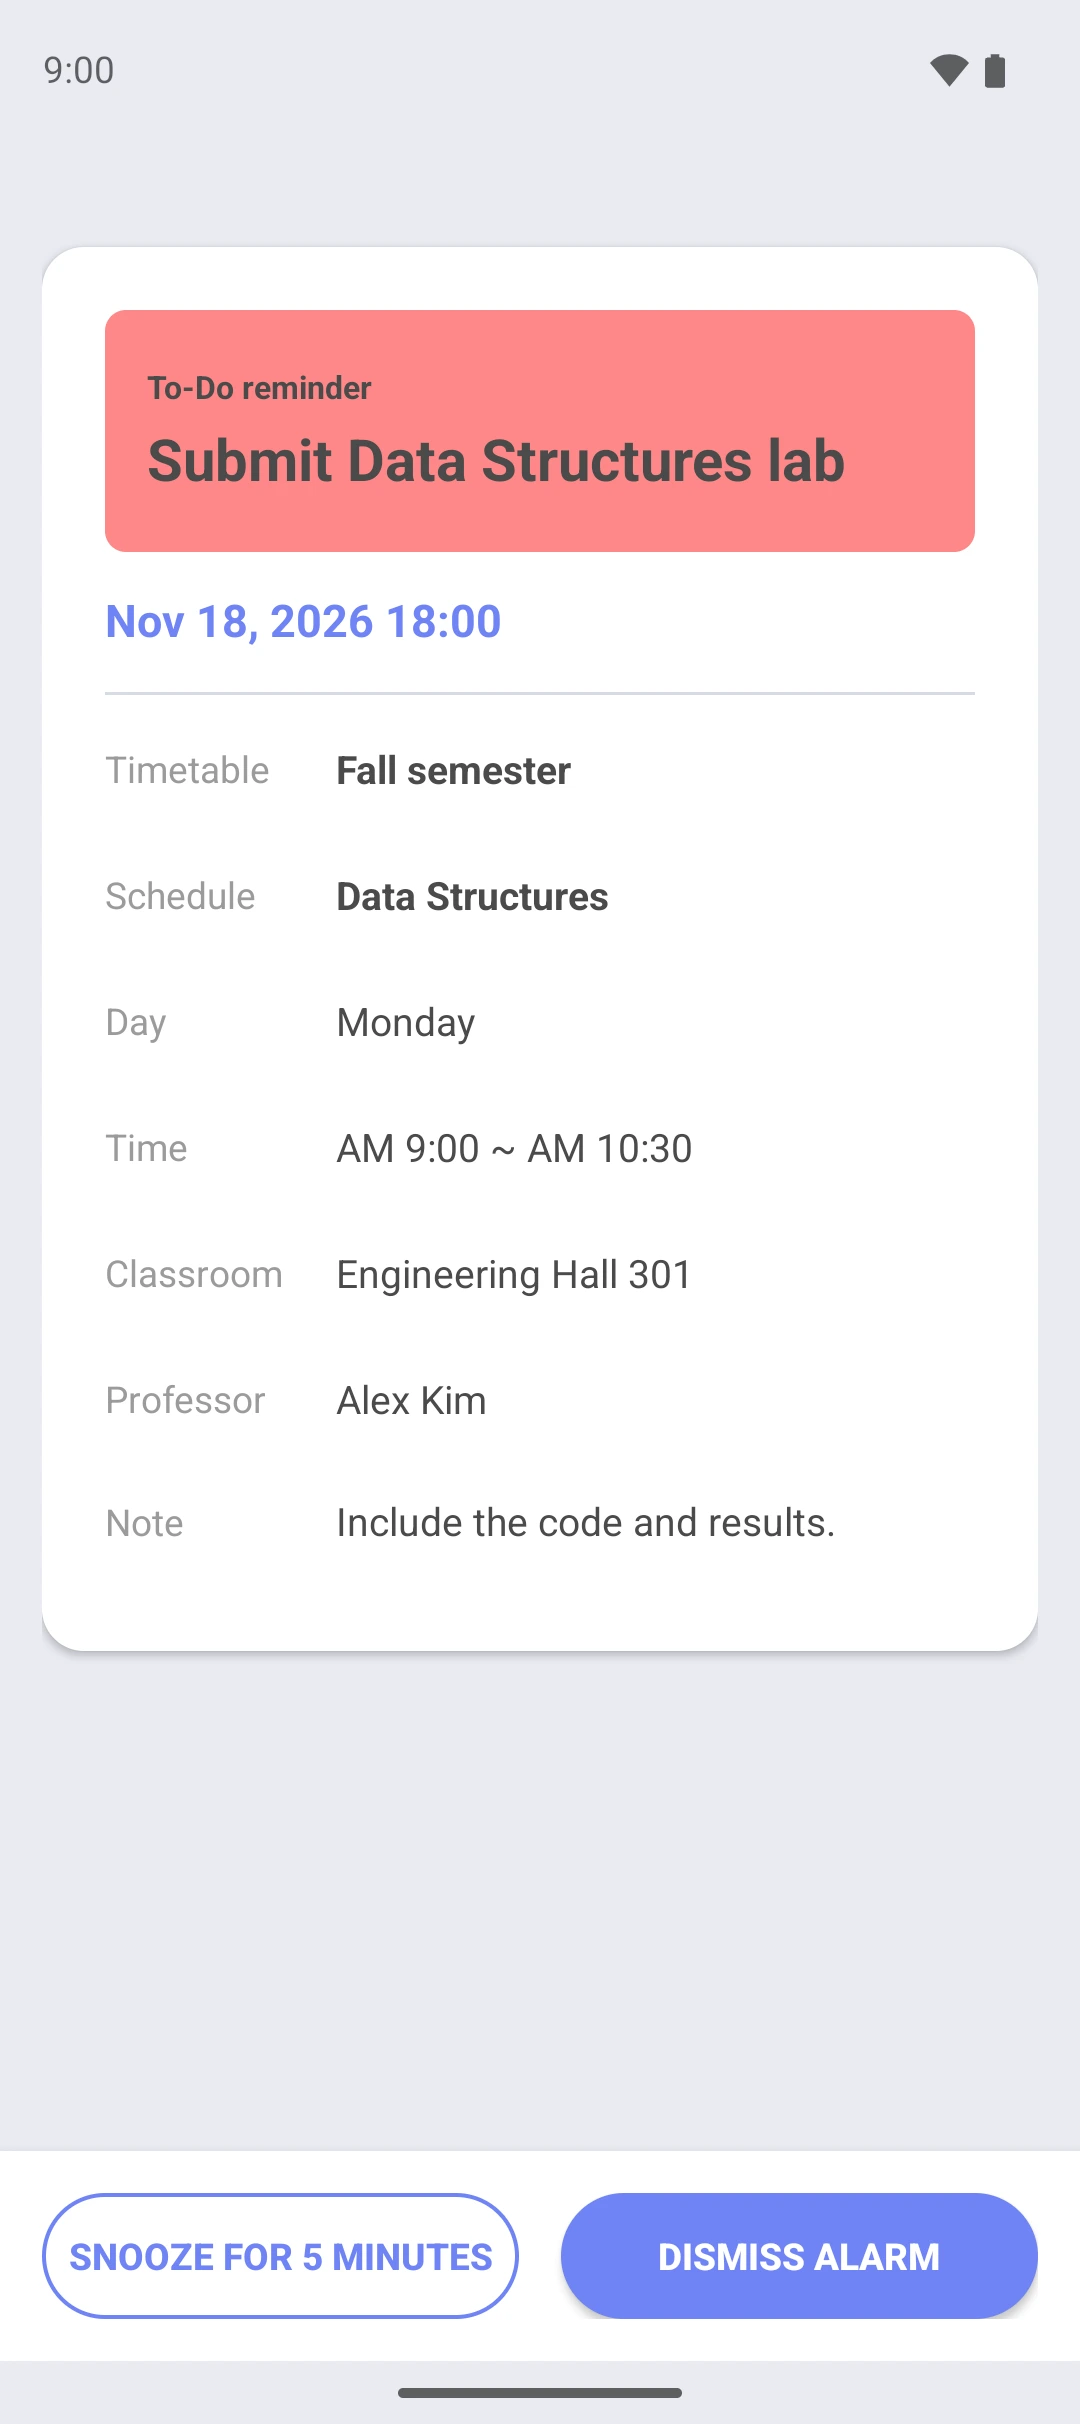 9:00
To-Do reminder
Submit Data Structures lab
Nov 18, 2026 18:00
Timetable Fall semester
Schedule Data Structures
Day Monday
Time AM 9:00 ~ AM 10:30
Classroom Engineering Hall 301
Professor Alex Kim
Note Include the code and results.
SNOOZE FOR 5 MINUTES DISMISS ALARM